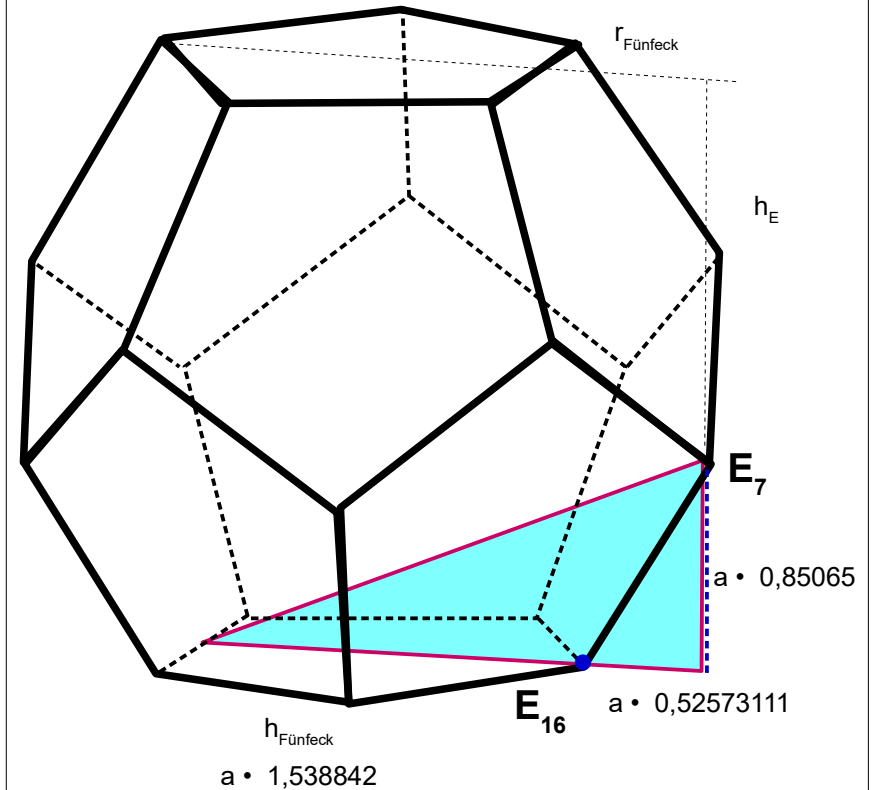 rFünfeck
hE
E7
a • 0,85065
E16
a • 0,52573111
hFünfeck
a • 1,538842